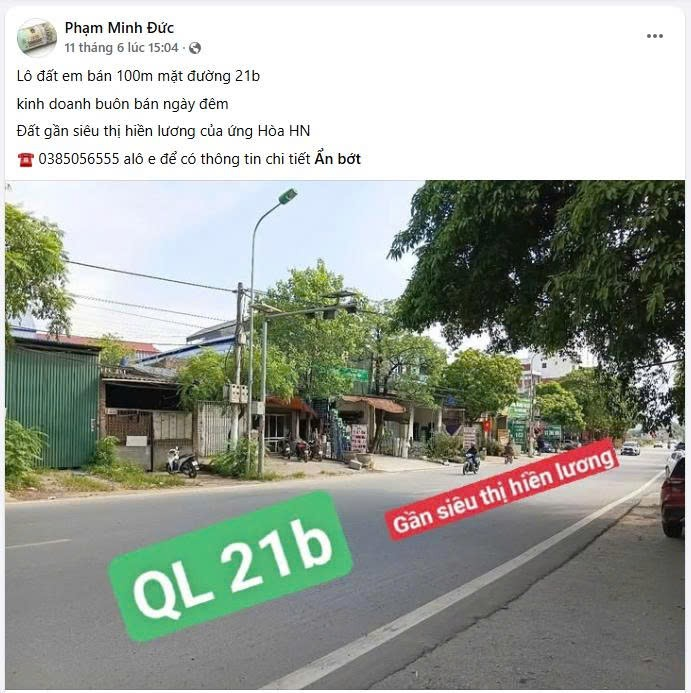 Phạm Minh Đức
11 tháng 6 lúc 15:04 ·
Lô đất em bán 100m mặt đường 21b
kinh doanh buôn bán ngày đêm
Đất gần siêu thị hiền lương của ứng Hòa HN
☎️ 0385056555 alô e để có thông tin chi tiết Ẩn bớt
Gần siêu thị hiền lương
QL 21b